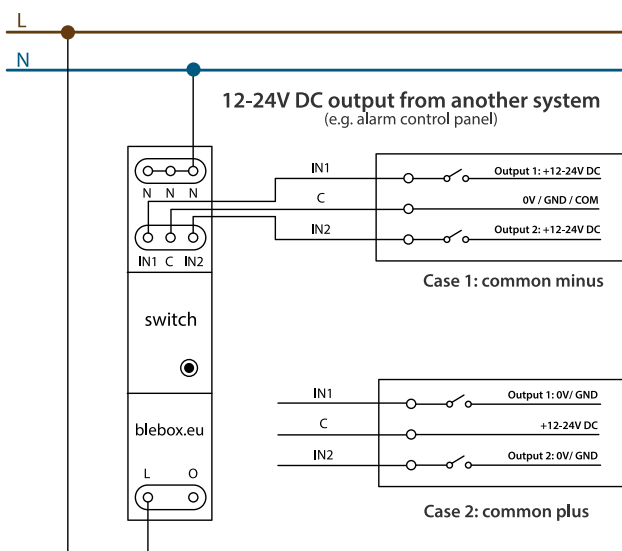 L
N
12-24V DC output from another system
(e.g. alarm control panel)
N N N
IN1 C IN2
switch
blebox.eu
L O
IN1
C
IN2
Output 1: +12-24V DC
0V / GND / COM
Output 2: +12-24V DC
Case 1: common minus
IN1
C
IN2
Output 1: 0V/ GND
+12-24V DC
Output 2: 0V/ GND
Case 2: common plus